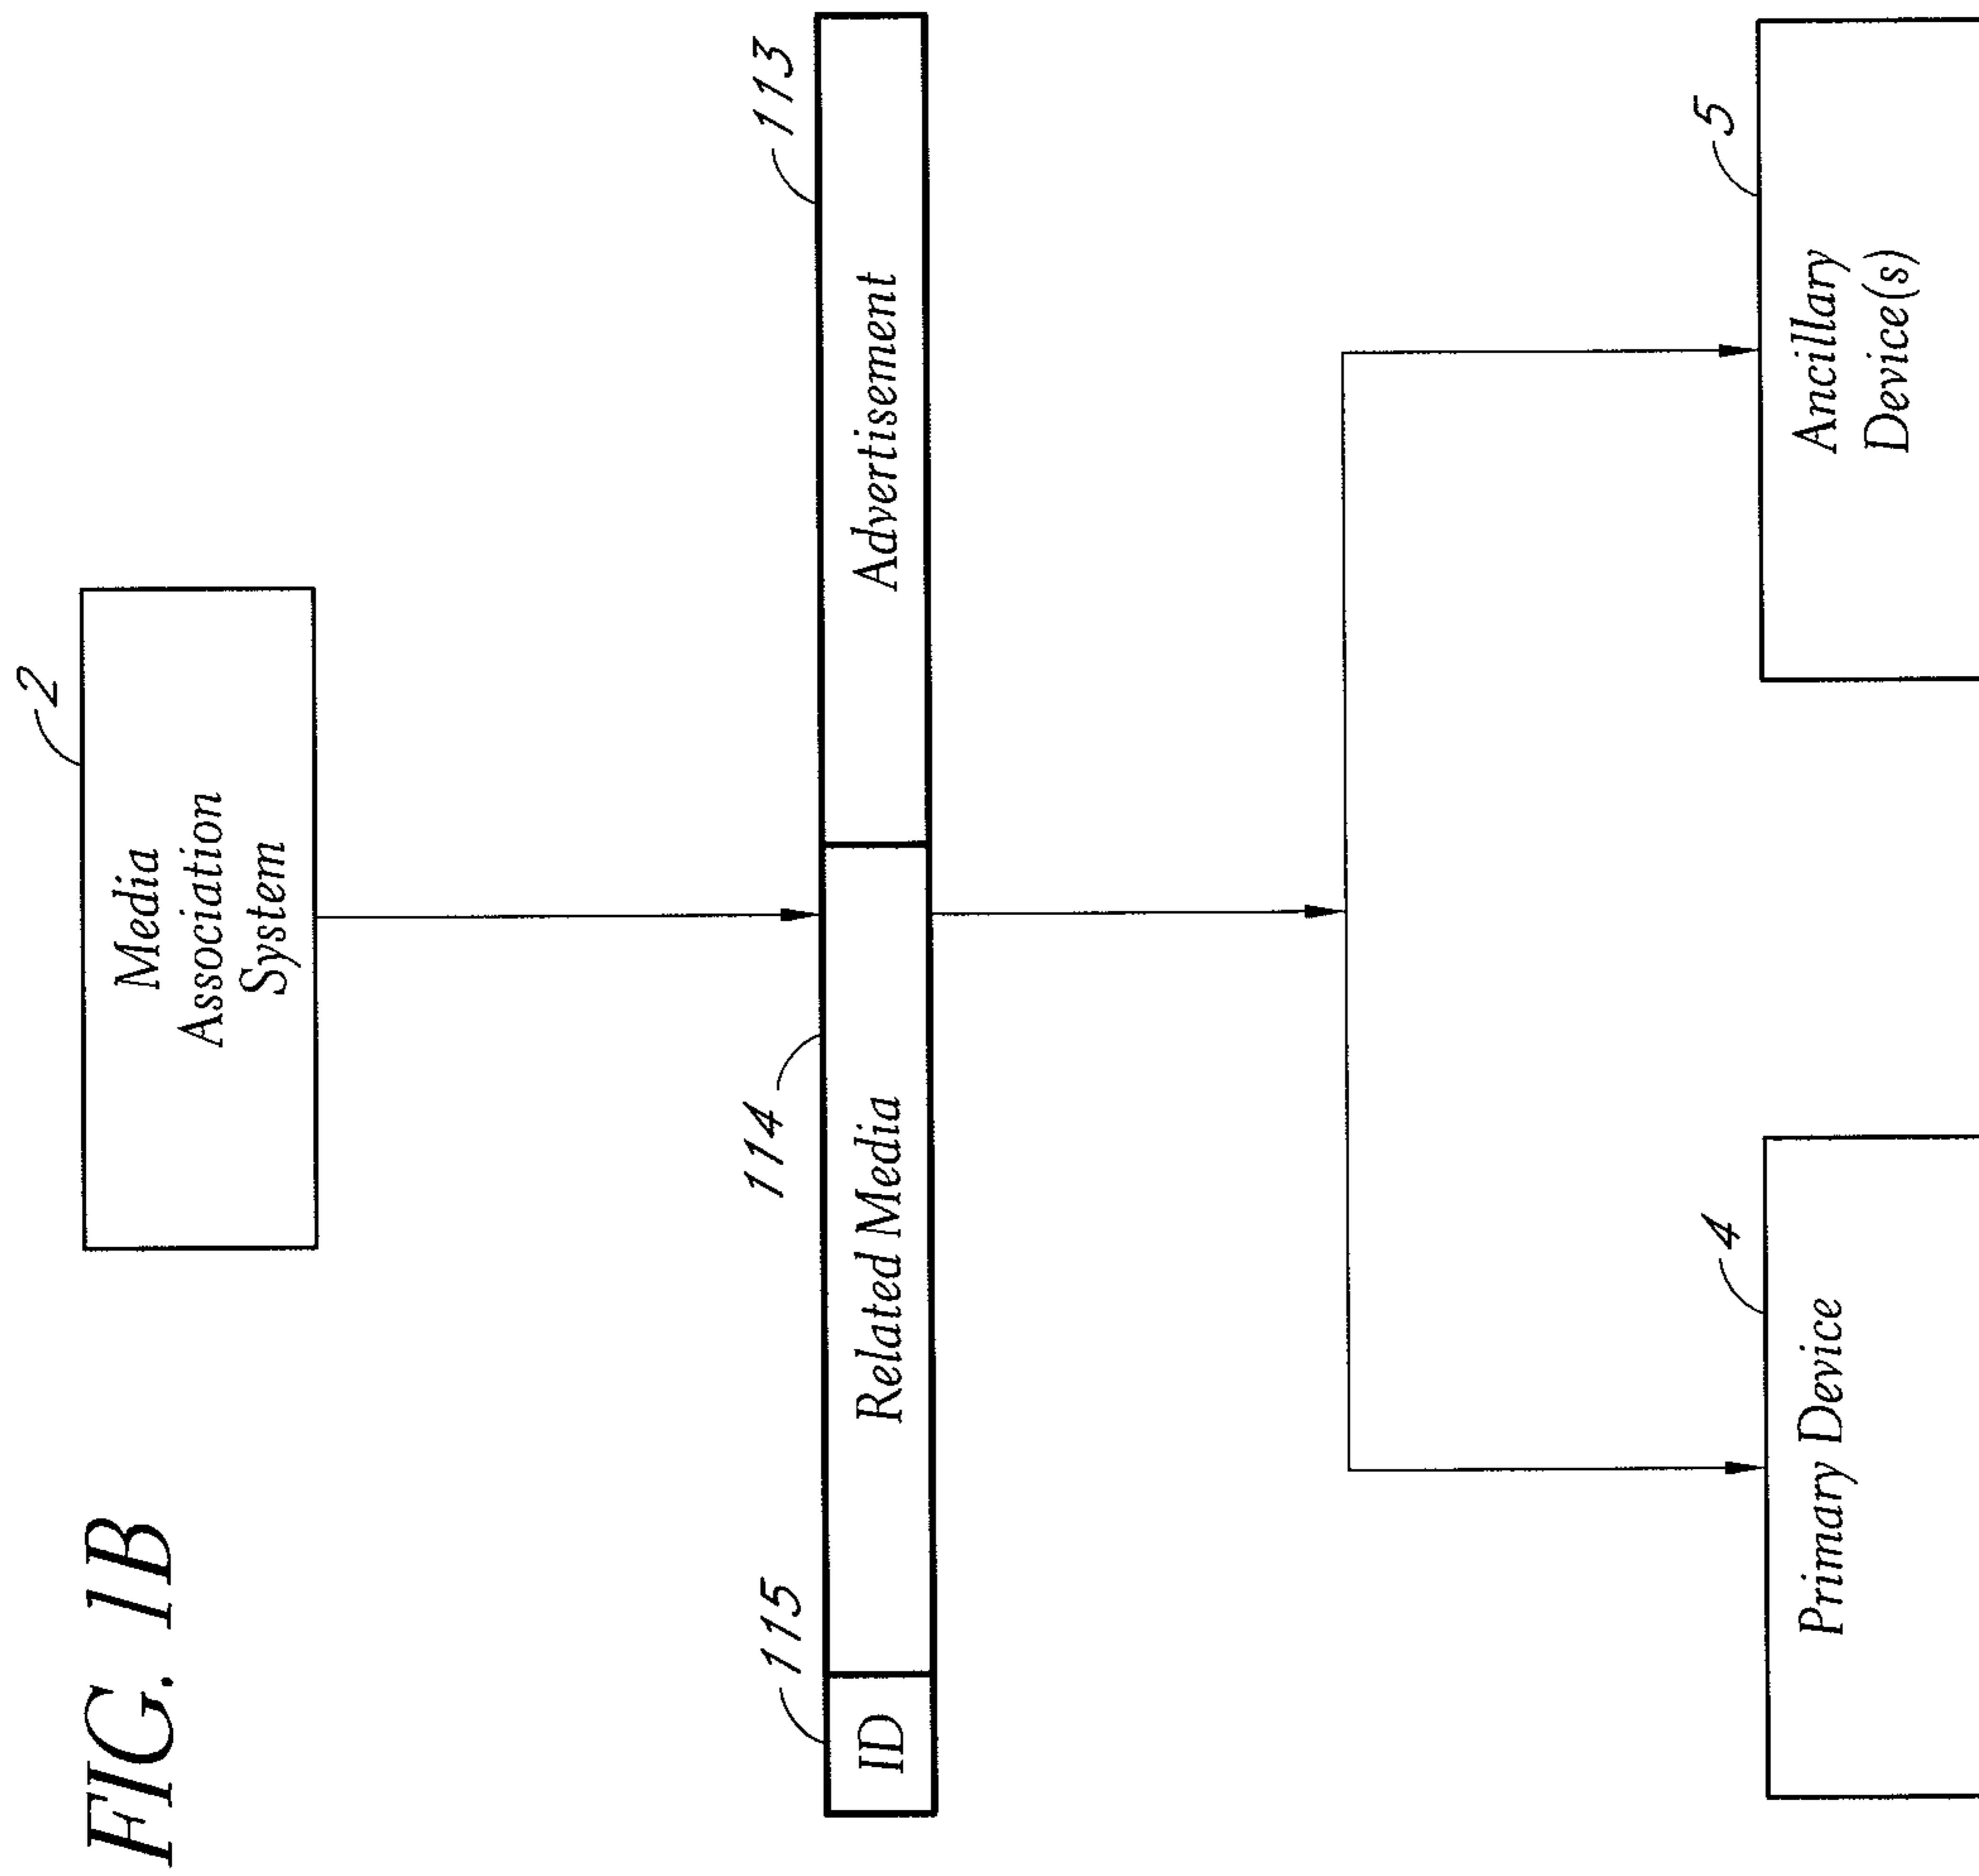 FIG. 1B
2
Media
Association
System
115
114
113
ID
Related Media
Advertisement
4
Primary Device
5
Ancillary
Device(s)